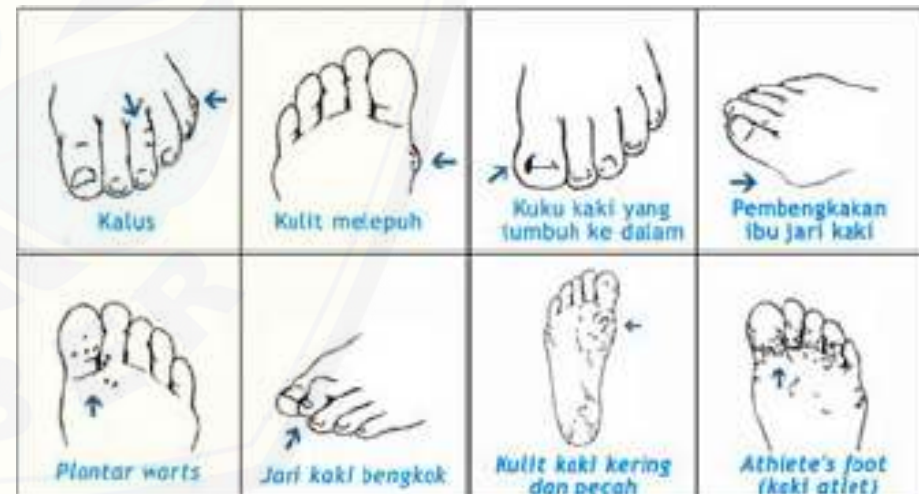 Kalus
Kulit melepuh
Kuku kaki yang
tumbuh ke dalam
Pembengkakan
ibu jari kaki
Plantar warts
Jari kaki bengkok
Kulit kaki kering
dan pecah
Athlete's foot
(kaki atlet)